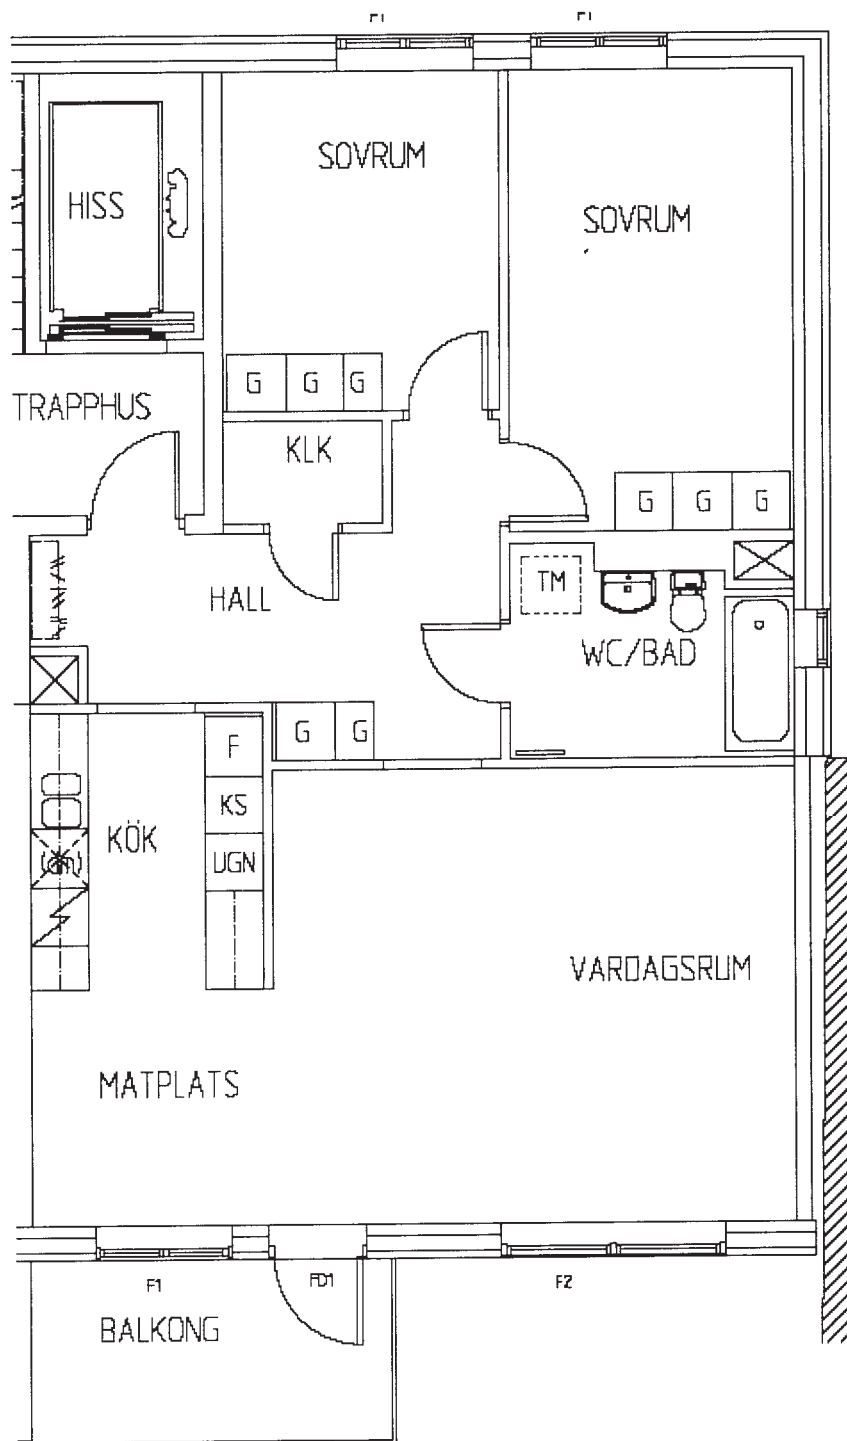 F1
F1
SOVRUM
HISS
SOVRUM
G G G
TRAPPHUS
KLK
G G G
TM
HALL
WC/BAD
G G
F
KS
KÖK
UGN
VARDAGSRUM
MATPLATS
F1
FD1
F2
BALKONG